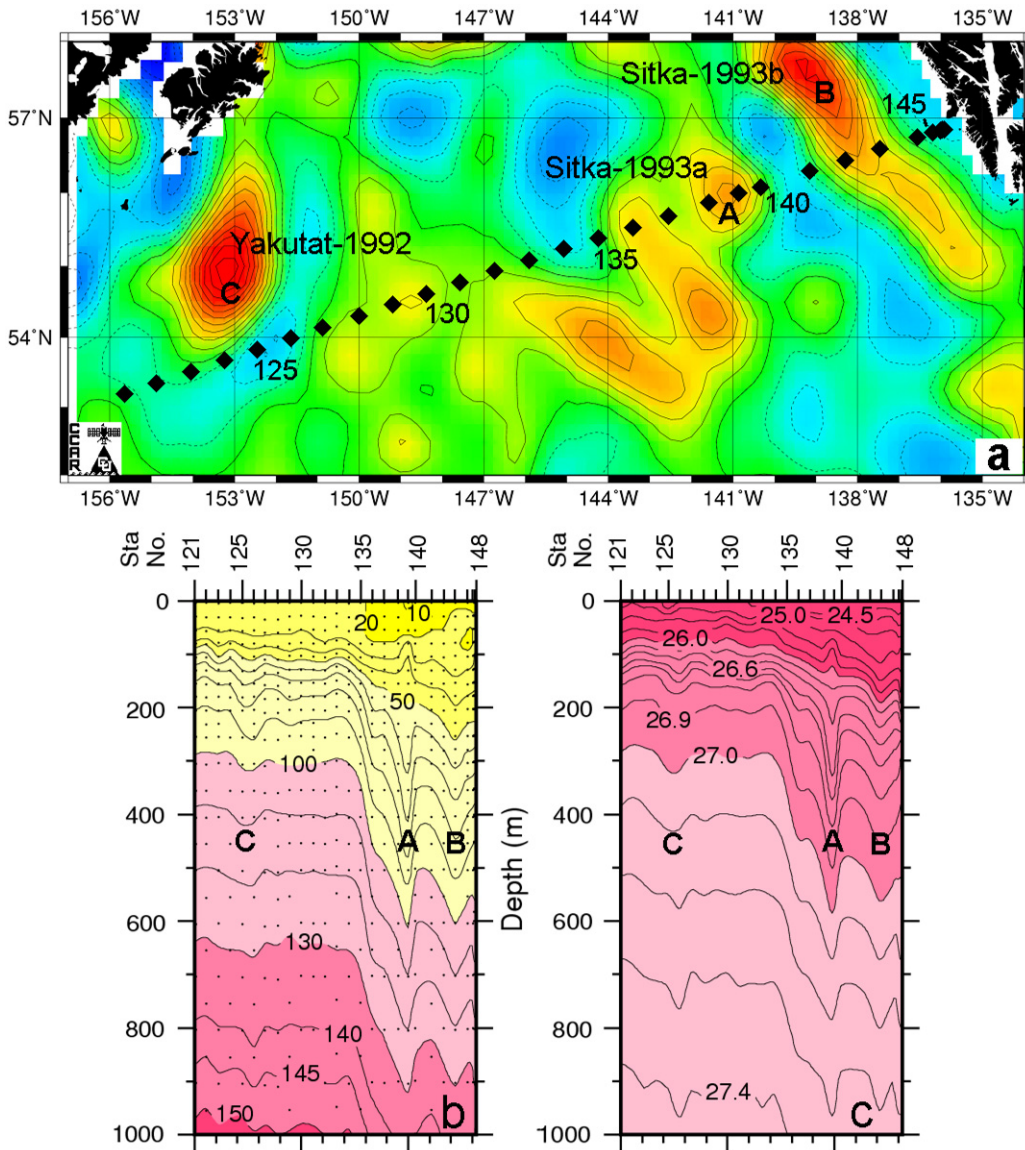 156°W 153°W 150°W 147°W 144°W 141°W 138°W 135°W
Sitka-1993b
B
57°N
145
Sitka-1993a
140
A
Yakutat-1992
135
C
130
54°N
125
CCAR
a
156°W 153°W 150°W 147°W 144°W 141°W 138°W 135°W
Sta
No.
121 125 130 135 140 148
0
10
20
50
200
100
400
C A B
600
130
800
140
145
150
b
1000
Depth (m)
Sta
No.
121 125 130 135 140 148
0
25.0 24.5
26.0
26.6
200
26.9
27.0
400
C A B
600
800
27.4
C
1000